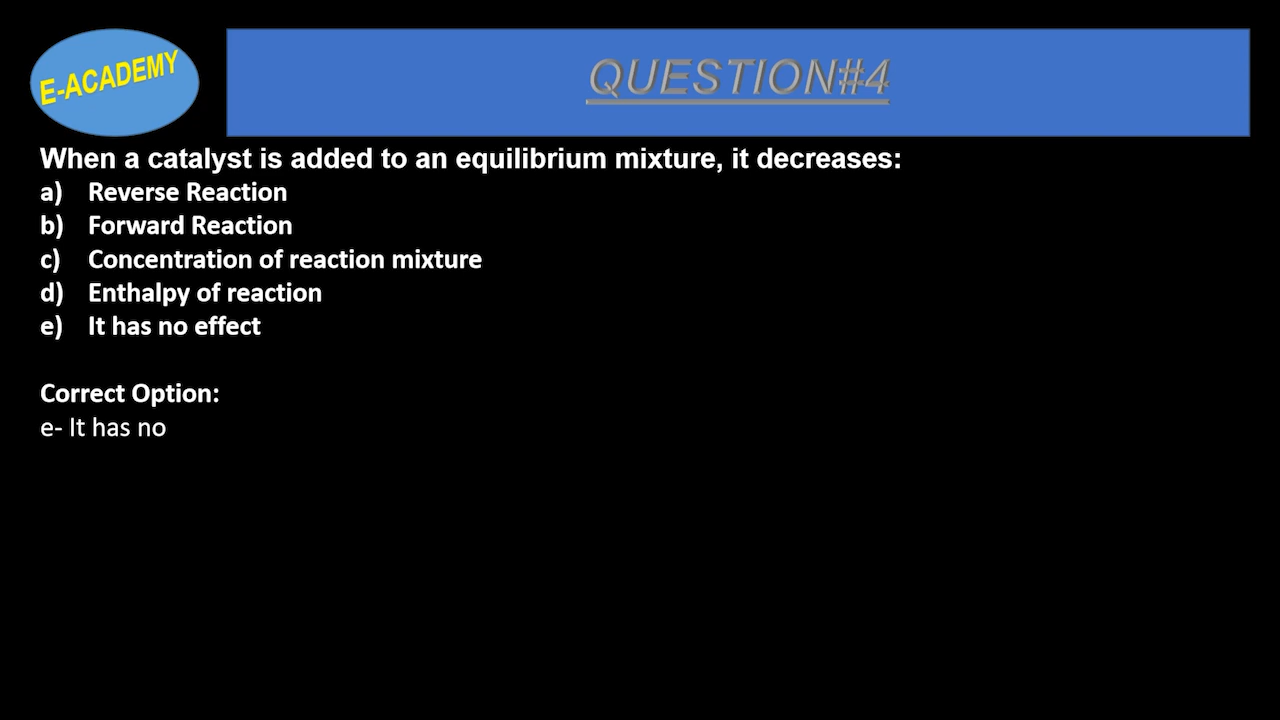 E-ACADEMY
QUESTION#4
When a catalyst is added to an equilibrium mixture, it decreases:
a) Reverse Reaction
b) Forward Reaction
c) Concentration of reaction mixture
d) Enthalpy of reaction
e) It has no effect
Correct Option:
e- It has no